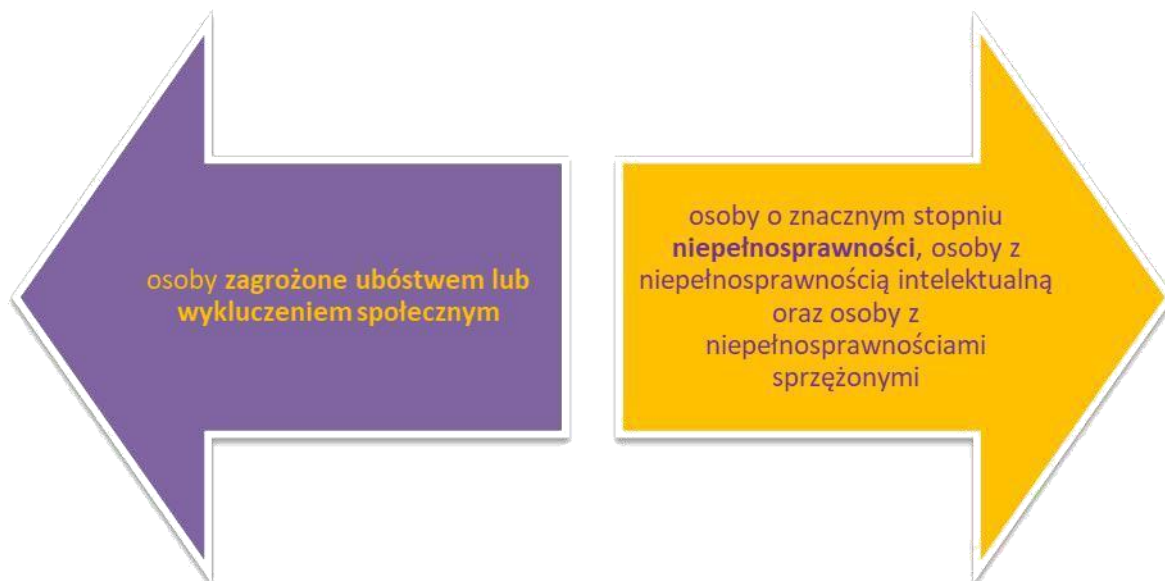 osoby zagrożone ubóstwem lub
wykluczeniem społecznym
osoby o znacznym stopniu
niepełnosprawności, osoby z
niepełnosprawnością intelektualną
oraz osoby z
niepełnosprawnościami
sprzężonymi